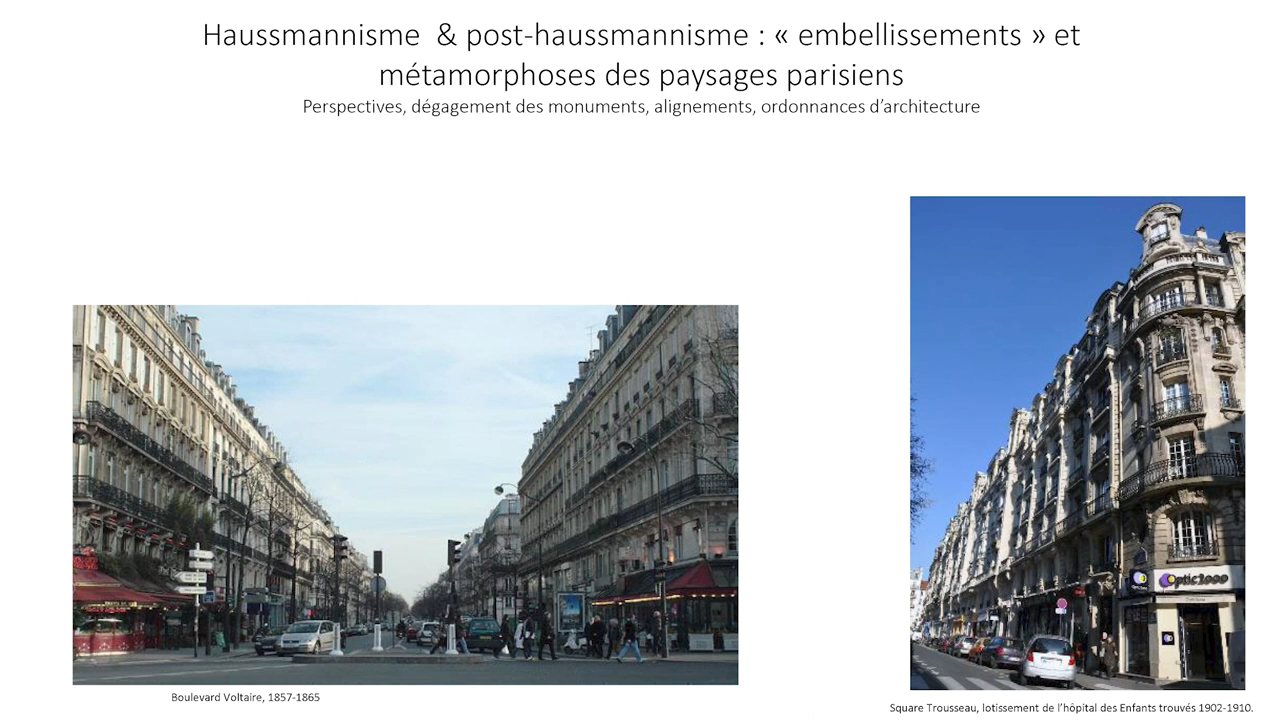 Haussmannisme & post-haussmannisme : « embellissements » et
métamorphoses des paysages parisiens
Perspectives, dégagement des monuments, alignements, ordonnances d’architecture
Optic2000
Boulevard Voltaire, 1857-1865
Square Trousseau, lotissement de l’hôpital des Enfants trouvés 1902-1910.